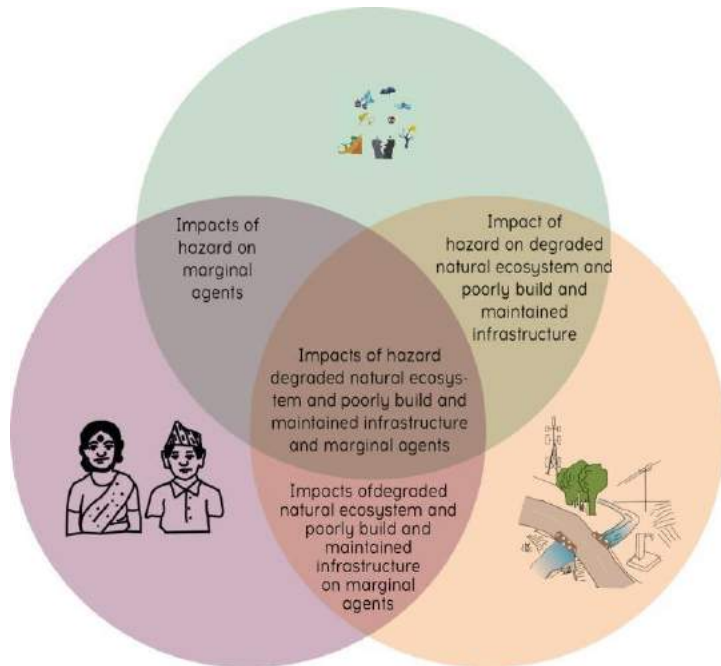 Impacts of
hazard on
marginal
agents
Impact of
hazard on degraded
natural ecosystem and
poorly build and
maintained
infrastructure
Impacts of hazard
degraded natural ecosys-
tem and poorly build and
maintained infrastructure
and marginal agents
Impacts ofdegraded
natural ecosystem and
poorly build and
maintained
infrastructure
on marginal
agents